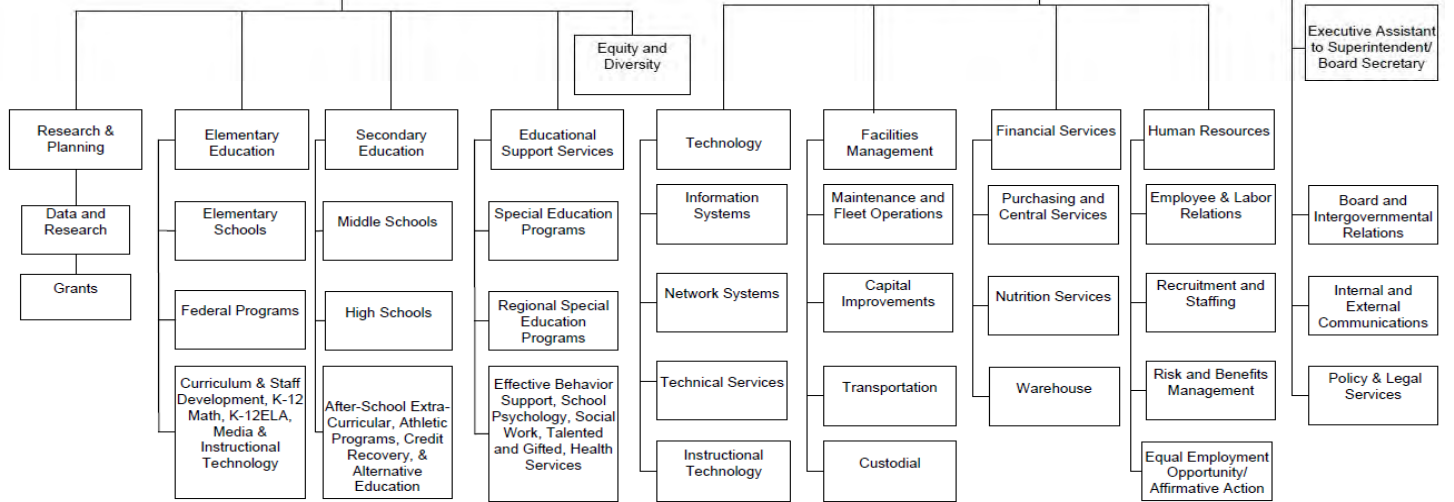 Equity and
Diversity
Executive Assistant
to Superintendent/
Board Secretary
Research &
Planning
Elementary
Education
Secondary
Education
Educational
Support Services
Technology
Facilities
Management
Financial Services
Human Resources
Data and
Research
Elementary
Schools
Middle Schools
Special Education
Programs
Information
Systems
Maintenance and
Fleet Operations
Purchasing and
Central Services
Employee & Labor
Relations
Board and
Intergovernmental
Relations
Grants
Federal Programs
High Schools
Regional Special
Education
Programs
Network Systems
Capital
Improvements
Nutrition Services
Recruitment and
Staffing
Internal and
External
Communications
Curriculum & Staff
Development, K-12
Math, K-12ELA,
Media &
Instructional
Technology
After-School Extra-
Curricular, Athletic
Programs, Credit
Recovery, &
Alternative
Education
Effective Behavior
Support, School
Psychology, Social
Work, Talented
and Gifted, Health
Services
Technical Services
Transportation
Warehouse
Risk and Benefits
Management
Policy & Legal
Services
Instructional
Technology
Custodial
Equal Employment
Opportunity/
Affirmative Action